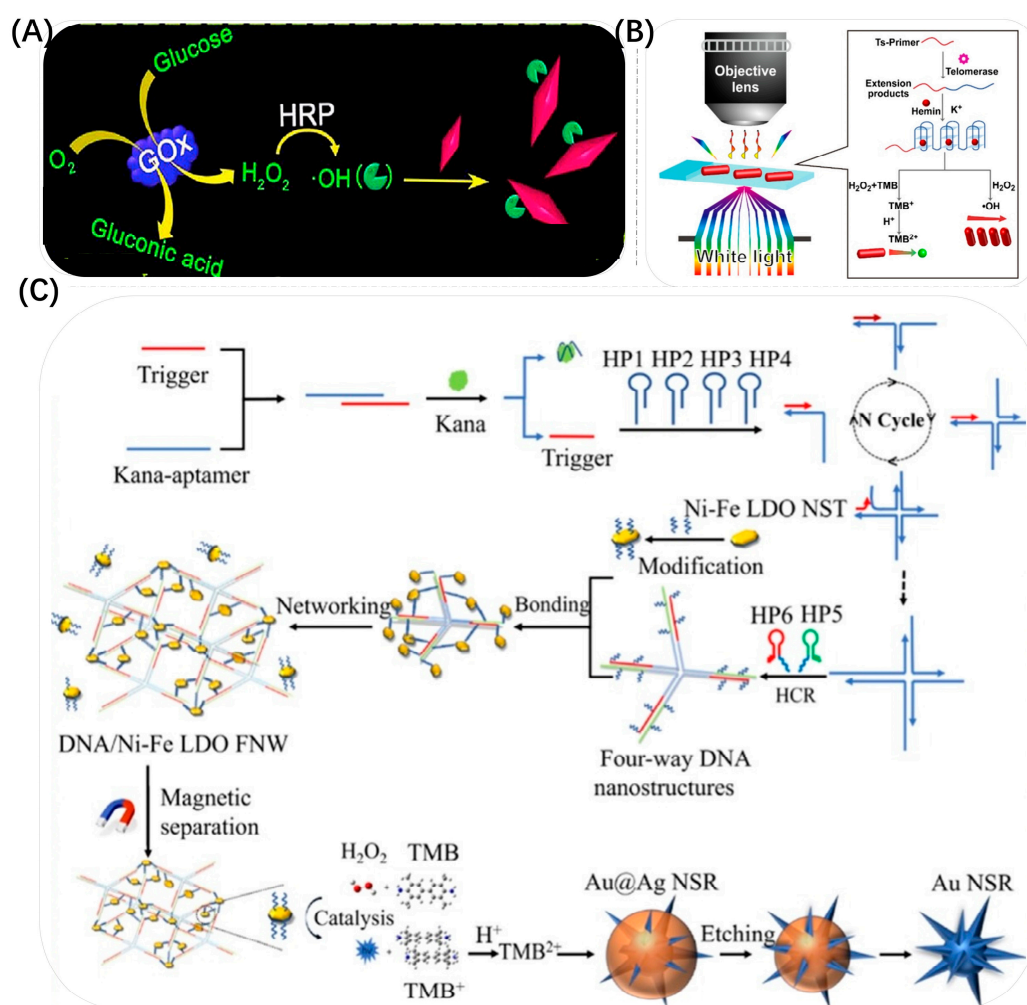 (A)
Glucose
O₂
GOx
HRP
H₂O₂
·OH(
)
Gluconic acid
(B)
Objective
lens
White light
Ts-Primer
Telomerase
Extension
products
Hemin
K⁺
H₂O₂+TMB
H₂O₂
TMB⁺
•OH
H⁺
TMB²⁺
(C)
Trigger
Kana-aptamer
Kana
Trigger
HP1 HP2 HP3 HP4
N Cycle
Ni-Fe LDO NST
Modification
Bonding
Networking
HP6 HP5
HCR
Four-way DNA
nanostructures
DNA/Ni-Fe LDO FNW
Magnetic
separation
H₂O₂
TMB
+
Catalysis
+
TMB⁺
H⁺
TMB²⁺
Au@Ag NSR
Etching
Au NSR